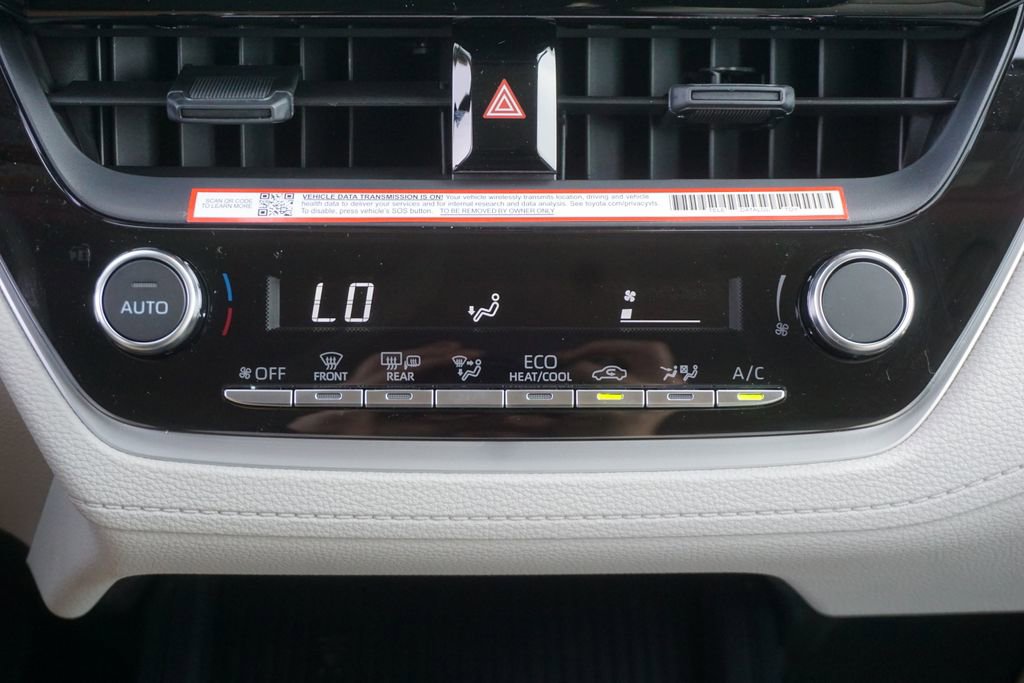 SCAN QR CODE
TO LEARN MORE
VEHICLE DATA TRANSMISSION IS ON! Your vehicle wirelessly transmits location, driving and vehicle
health data to deliver your services and for internal research and data analysis. See toyota.com/privacyvts.
To disable, press vehicle's SOS button. TO BE REMOVED BY OWNER ONLY
AUTO
LO
OFF
FRONT
REAR
ECO
HEAT/COOL
A/C